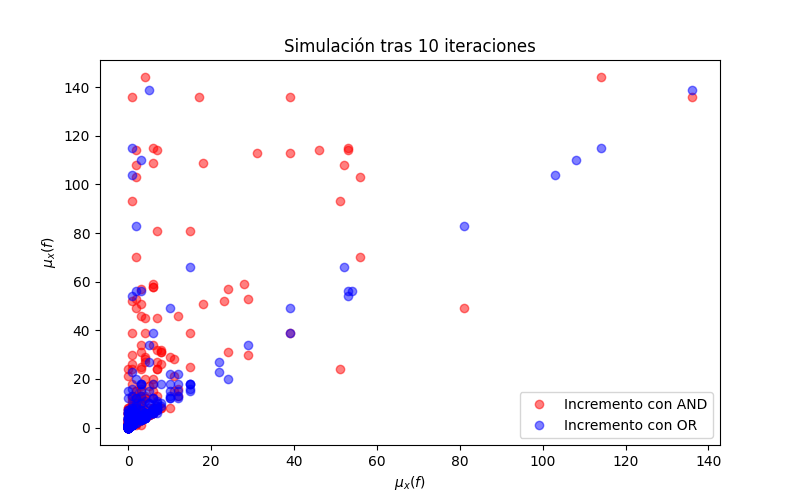 Simulación tras 10 iteraciones
μₓ(f)
140
120
100
80
60
40
20
0
Incremento con AND
Incremento con OR
0 20 40 60 80 100 120 140
μₓ(f)